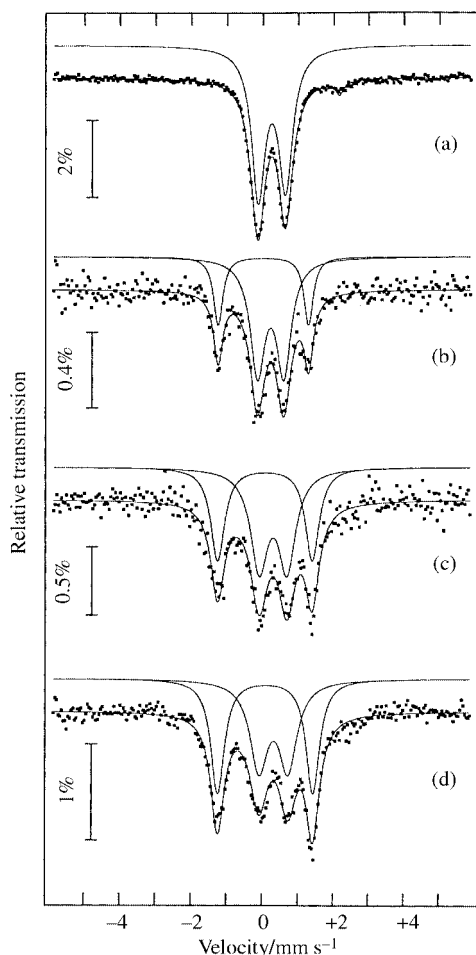 Relative transmission
2%
(a)
0.4%
(b)
0.5%
(c)
1%
(d)
−4 −2 0 +2 +4
Velocity/mm s⁻¹